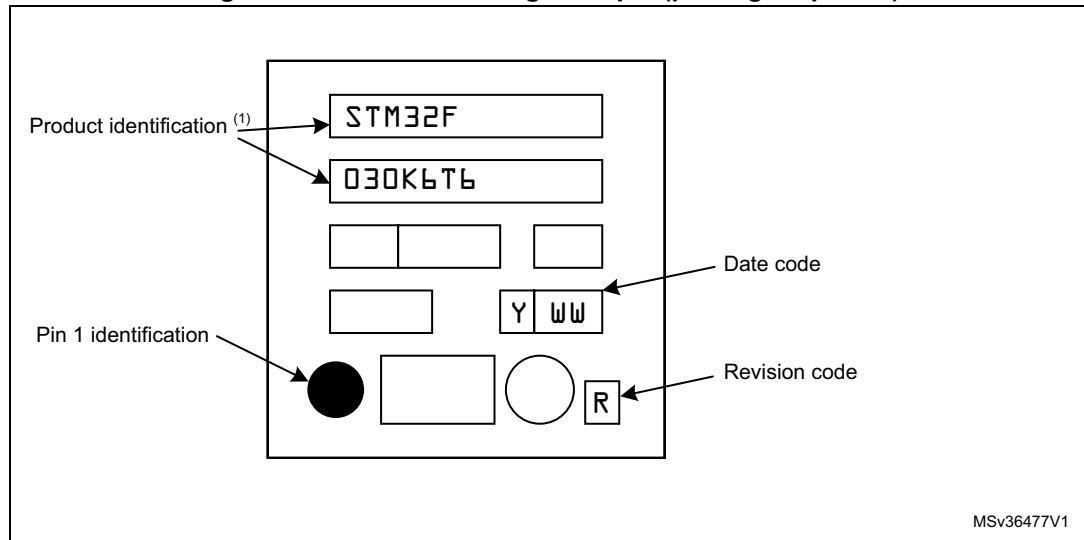 Product identification (1)
STM32F
030K6T6
Date code
Y WW
Pin 1 identification
Revision code
R
MSv36477V1